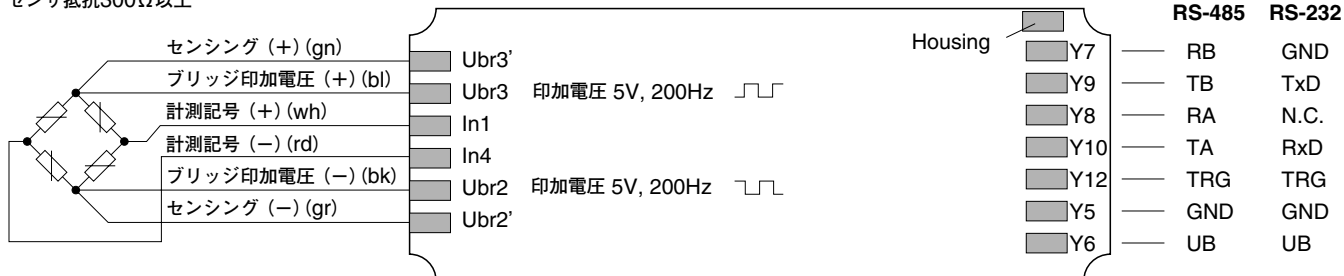 センサ抵抗300Ω以上
RS-485 RS-232
センシング（+）(gn)
Ubr3’
Housing
Y7 RB GND
ブリッジ印加電圧（+）(bl)
Ubr3 印加電圧 5V, 200Hz
Y9 TB TxD
計測記号（+）(wh)
In1
Y8 RA N.C.
計測記号（−）(rd)
In4
Y10 TA RxD
ブリッジ印加電圧（−）(bk)
Ubr2 印加電圧 5V, 200Hz
Y12 TRG TRG
センシング（−）(gr)
Ubr2’
Y5 GND GND
Y6 UB UB